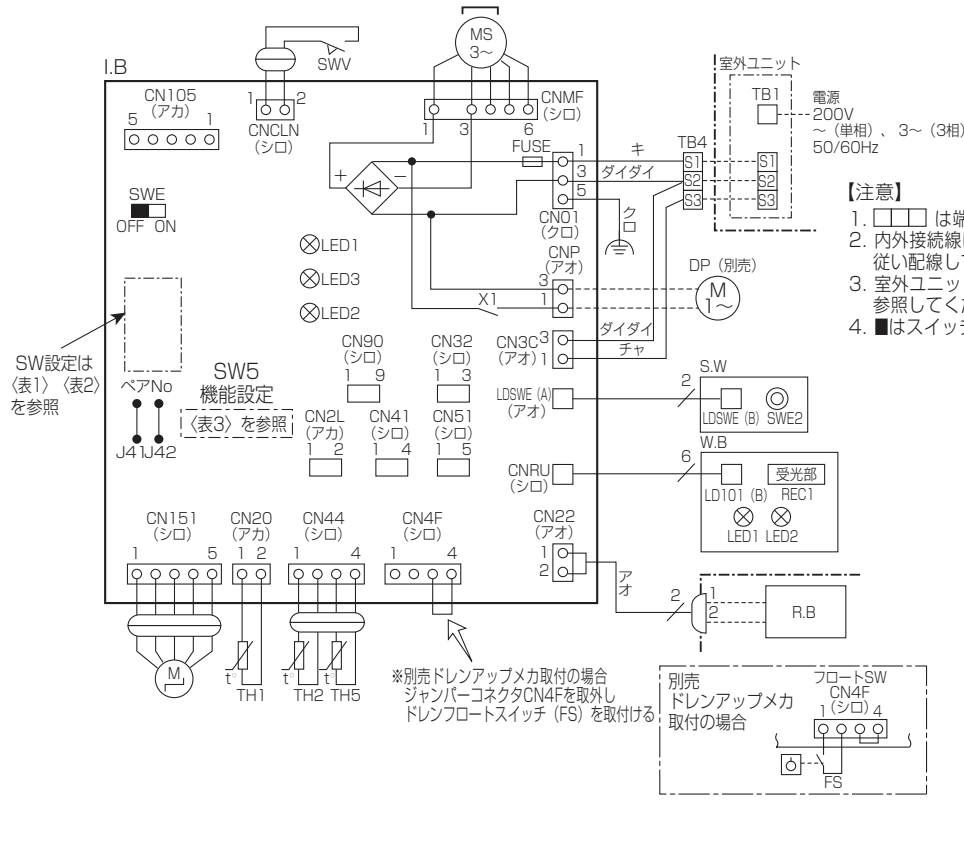 MS
3～
SWV
I.B
CN105
(アカ)
5 1
1 2
CNCLN
(シロ)
CNMF
(シロ)
1 3 6
FUSE
1
3
5
CN01
(クロ)
キ
ダイダイ
クロ
TB4
S1
S2
S3
室外ユニット
TB1
S1
S2
S3
電源
200V
～（単相）、3～（3相）
50/60Hz
【注意】
1. は端
2. 内外接続線
従い配線して
3. 室外ユニッ
参照してくだ
4. ■はスイッチ
SWE
OFF ON
LED1
LED3
LED2
＋
－
CNP
(アオ)
3
1
X1
DP（別売）
M
1～
CN3C
(アオ)
3
1
ダイダイ
チャ
SW設定は
〈表1〉〈表2〉
を参照
ペアNo
J41 J42
SW5
機能設定
〈表3〉を参照
CN90
(シロ)
1 9
CN32
(シロ)
1 3
CN2L
(アカ)
1 2
CN41
(シロ)
1 4
CN51
(シロ)
1 5
LDSWE (A)
(アオ)
2
S.W
LDSWE (B) SWE2
CNRU
(シロ)
6
W.B
受光部
LD101 (B) REC1
LED1 LED2
CN151
(シロ)
1 5
CN20
(アカ)
1 2
CN44
(シロ)
1 4
CN4F
(シロ)
1 4
CN22
(アオ)
1
2
アオ
2
1
2
R.B
M
t°
TH1
t°
TH2
t°
TH5
※別売ドレンアップメカ取付の場合
ジャンパーコネクタCN4Fを取外し
ドレンフロートスイッチ（FS）を取付ける
別売
ドレンアップメカ
取付の場合
フロートSW
CN4F
(シロ)
1 4
FS